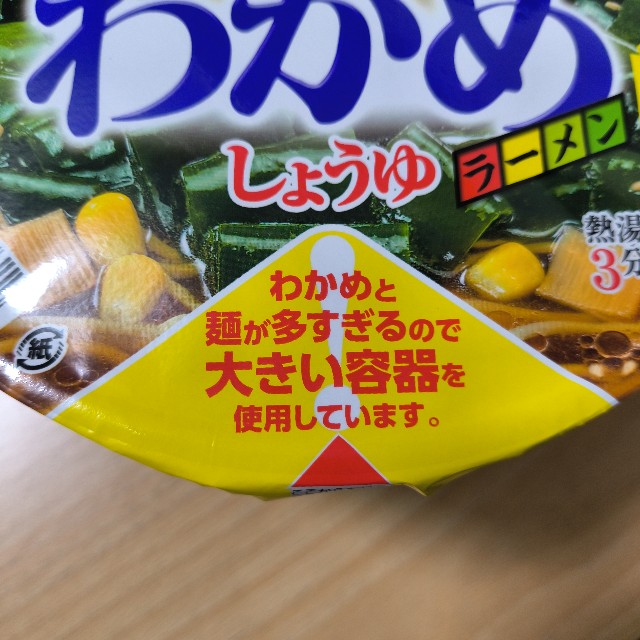 わかめ
しょうゆ
ラーメン
熱湯
3分
わかめと
麺が多すぎるので
大きい容器を
使用しています。
紙